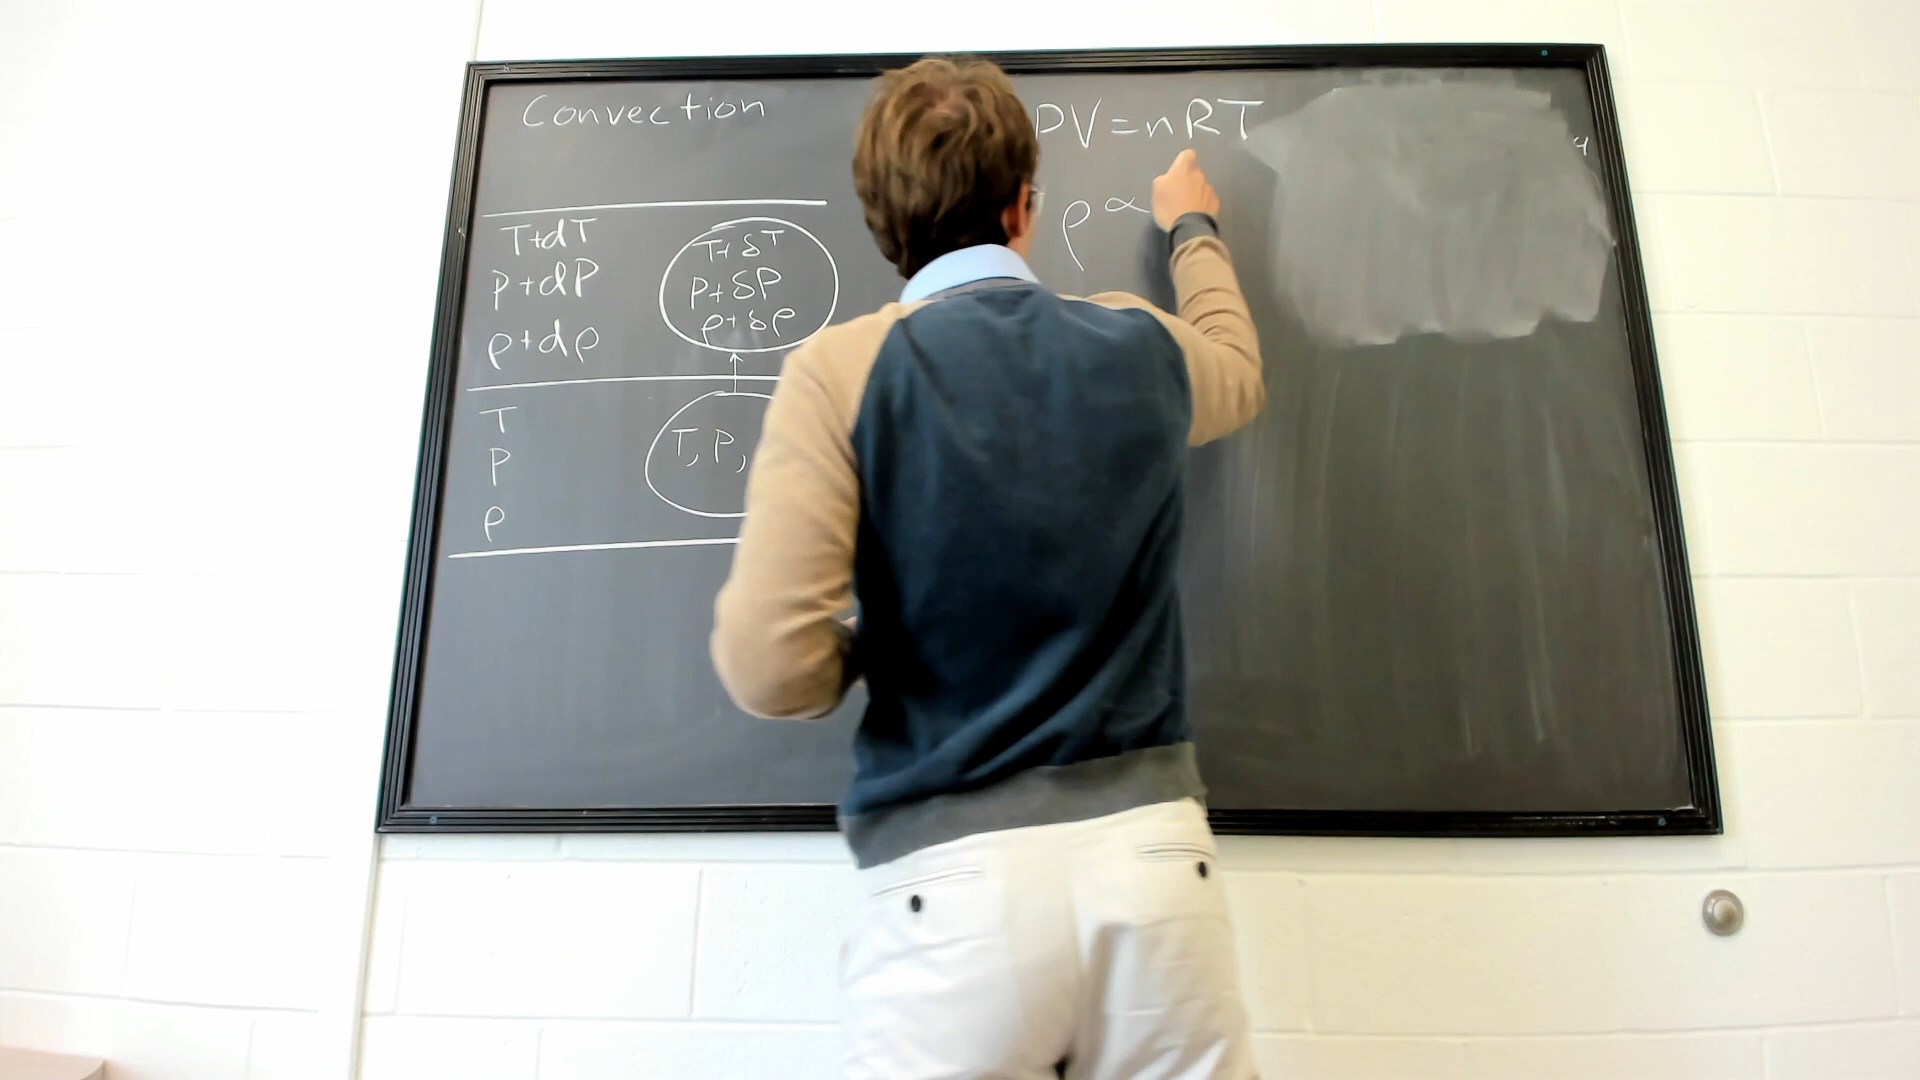 Convection
PV=nRT
ρ ∝
T+dT
P+dP
ρ+dρ
T+δT
P+δP
ρ+δρ
T
P
ρ
T, P,